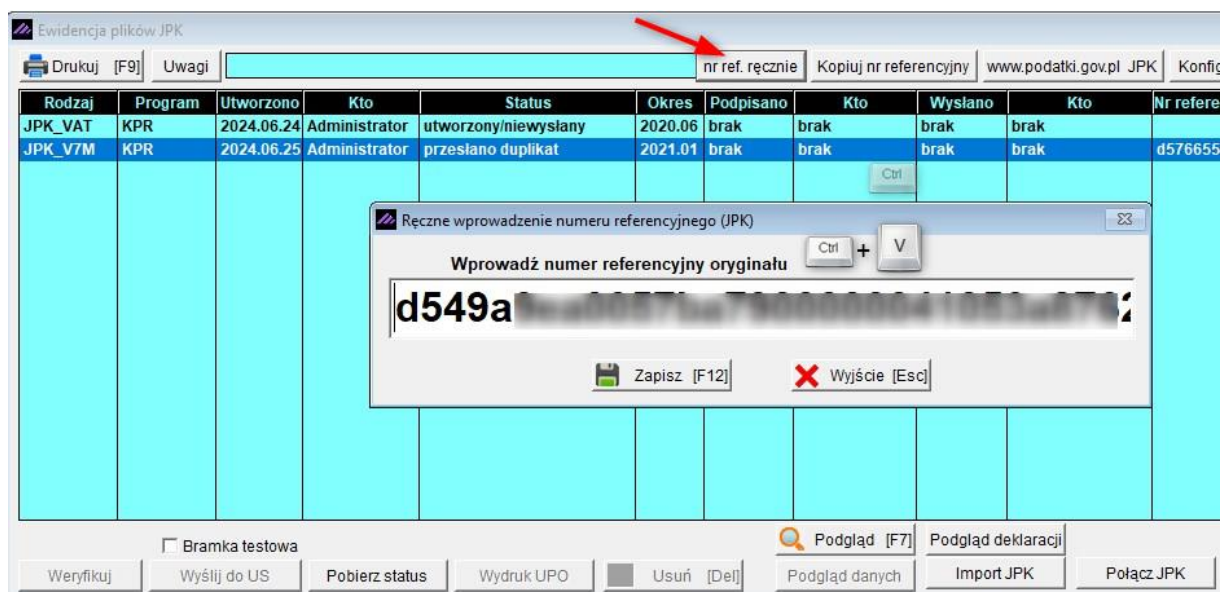 Ewidencja plików JPK
Drukuj [F9] Uwagi nr ref. ręcznie Kopiuj nr referencyjny www.podatki.gov.pl JPK Konfig
Rodzaj Program Utworzono Kto Status Okres Podpisano Kto Wysłano Kto Nr refere
JPK_VAT KPR 2024.06.24 Administrator utworzony/niewysłany 2020.06 brak brak brak brak
JPK_V7M KPR 2024.06.25 Administrator przesłano duplikat 2021.01 brak brak brak brak d576655
Ctrl
Ręczne wprowadzenie numeru referencyjnego (JPK)
Ctrl + V
Wprowadź numer referencyjny oryginału
d549a
Zapisz [F12] Wyjście [Esc]
Bramka testowa Podgląd [F7] Podgląd deklaracji
Weryfikuj Wyślij do US Pobierz status Wydruk UPO Usuń [Del] Podgląd danych Import JPK Połącz JPK